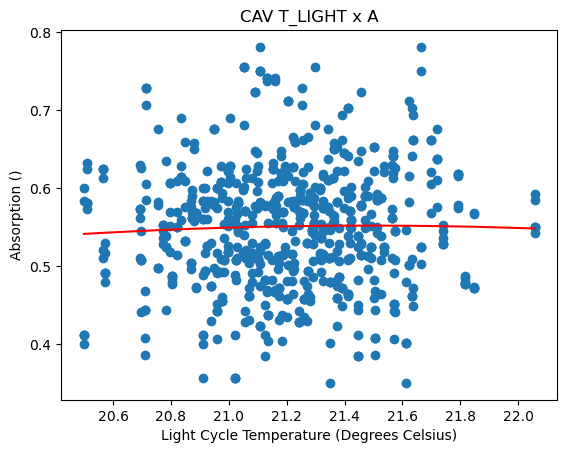 CAV T_LIGHT x A
0.8
0.7
0.6
0.5
0.4
Absorption ()
20.6 20.8 21.0 21.2 21.4 21.6 21.8 22.0
Light Cycle Temperature (Degrees Celsius)